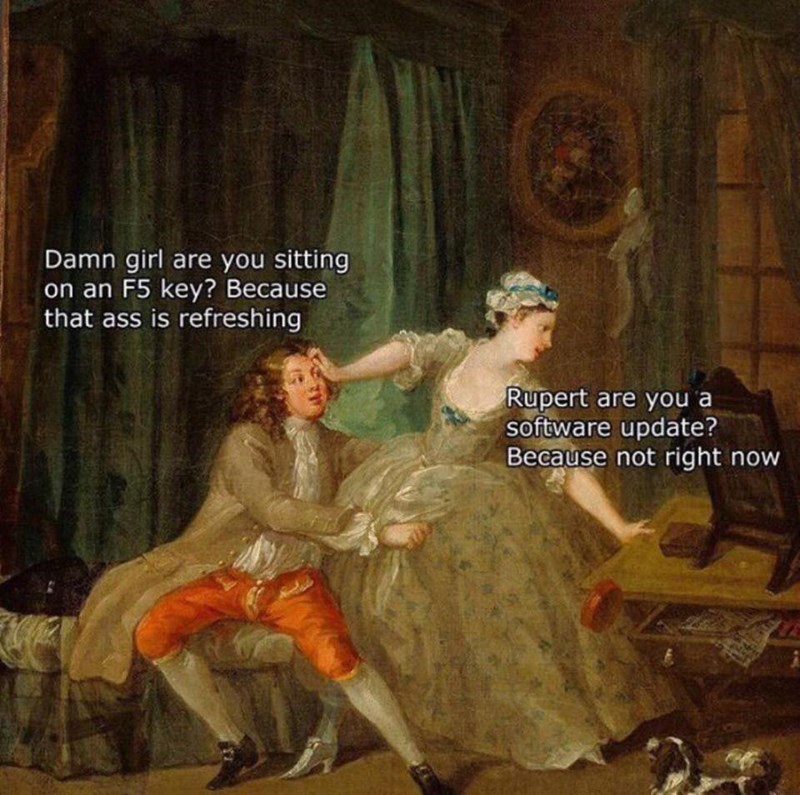 Damn girl are you sitting
on an F5 key? Because
that ass is refreshing
Rupert are you a
software update?
Because not right now